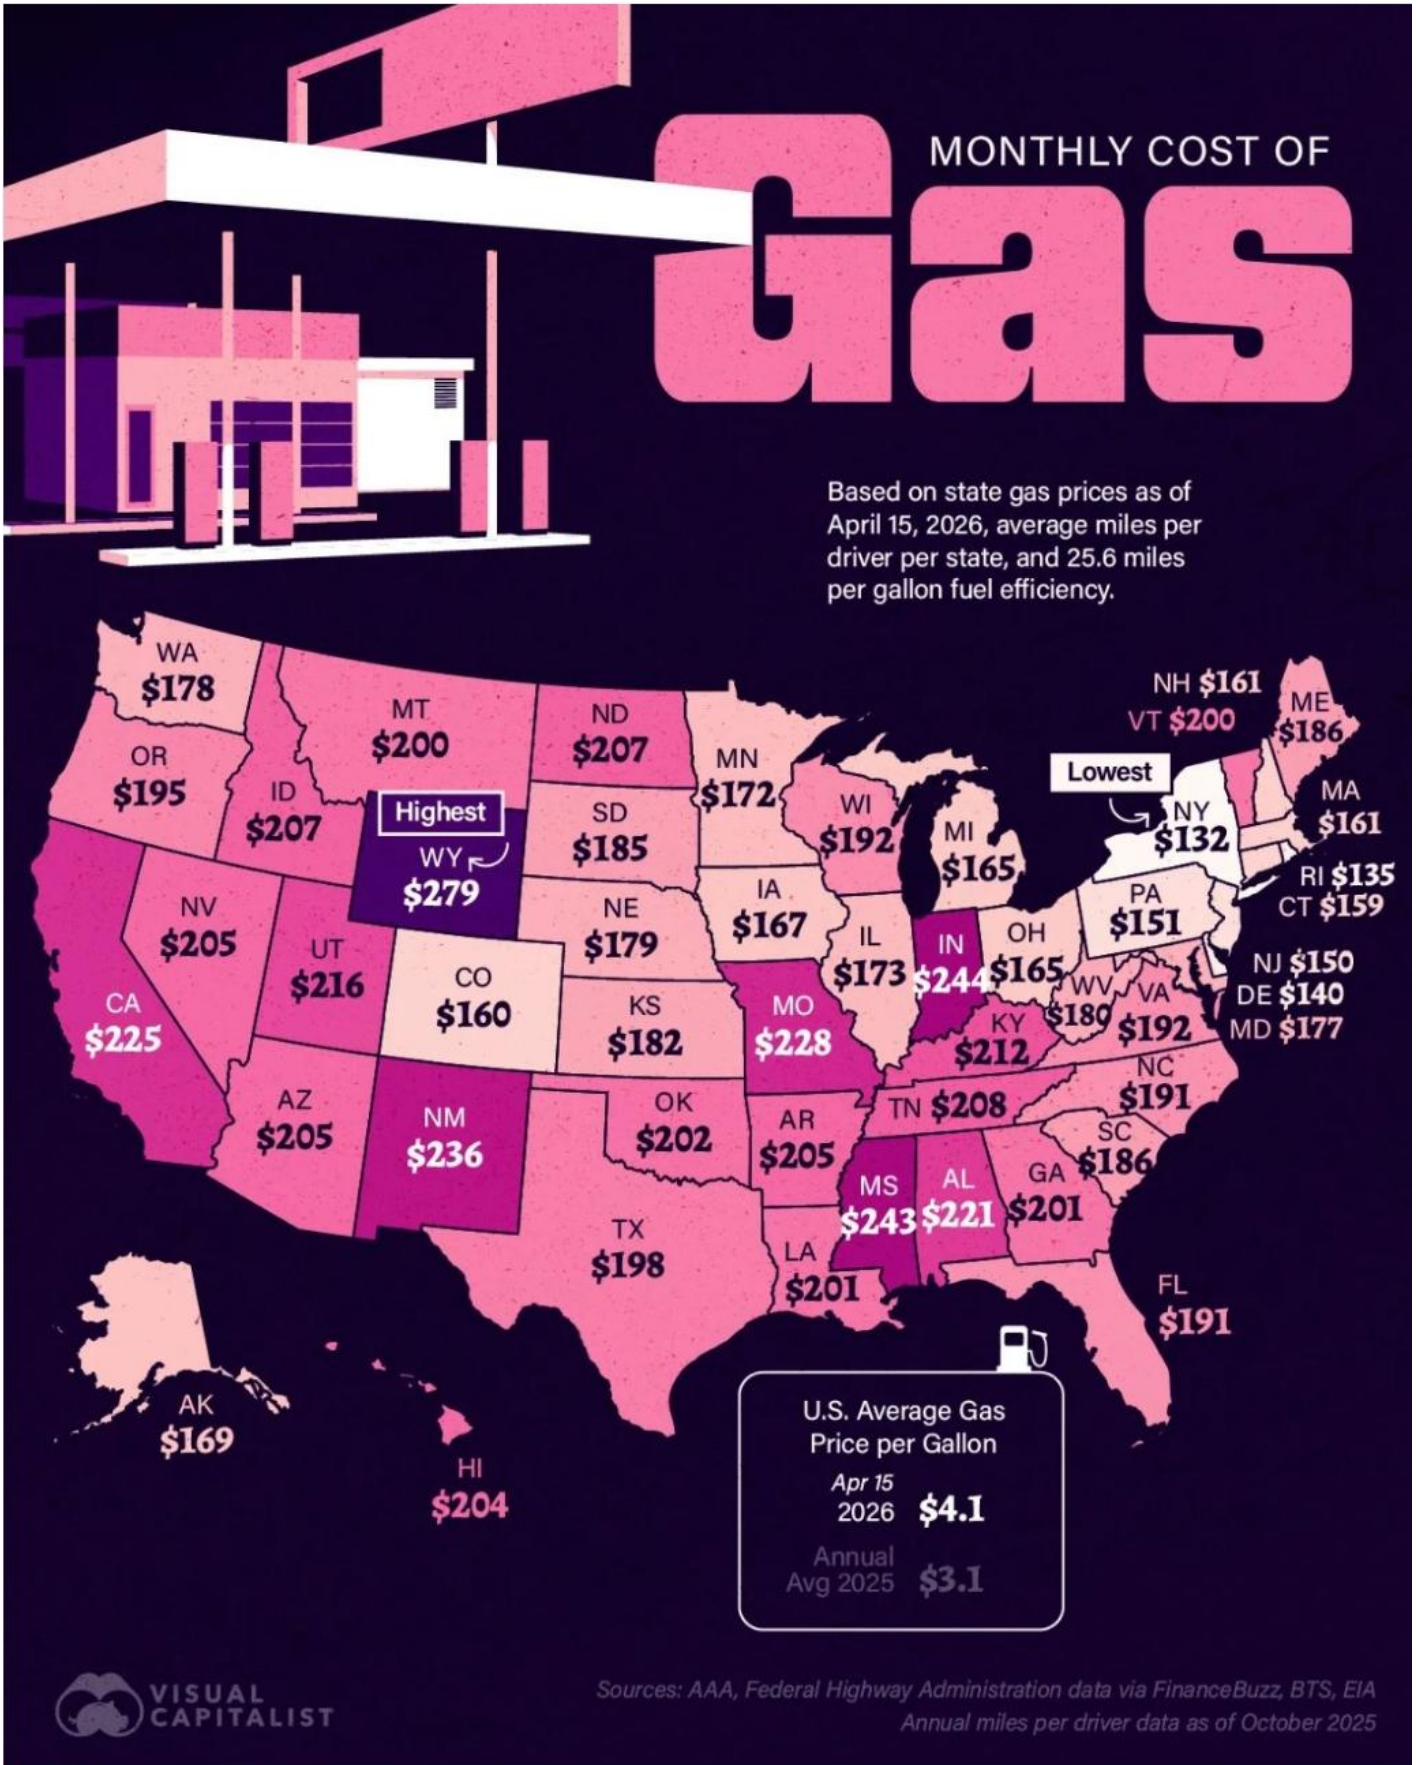 MONTHLY COST OF
Gas
Based on state gas prices as of
April 15, 2026, average miles per
driver per state, and 25.6 miles
per gallon fuel efficiency.
WA
$178
OR
$195
MT
$200
ID
$207
ND
$207
SD
$185
Highest
WY
$279
MN
$172
WI
$192
MI
$165
NH $161
VT $200
ME
$186
Lowest
NY
$132
MA
$161
RI $135
CT $159
PA
$151
NJ $150
DE $140
MD $177
CA
$225
NV
$205
UT
$216
CO
$160
NE
$179
KS
$182
IA
$167
MO
$228
IL
$173
IN
$244
OH
$165
WV
$180
VA
$192
KY
$212
NC
$191
TN $208
SC
$186
AZ
$205
NM
$236
OK
$202
AR
$205
TX
$198
LA
$201
MS
$243
AL
$221
GA
$201
FL
$191
AK
$169
HI
$204
U.S. Average Gas
Price per Gallon
Apr 15
2026 $4.1
Annual
Avg 2025 $3.1
VISUAL
CAPITALIST
Sources: AAA, Federal Highway Administration data via FinanceBuzz, BTS, EIA
Annual miles per driver data as of October 2025